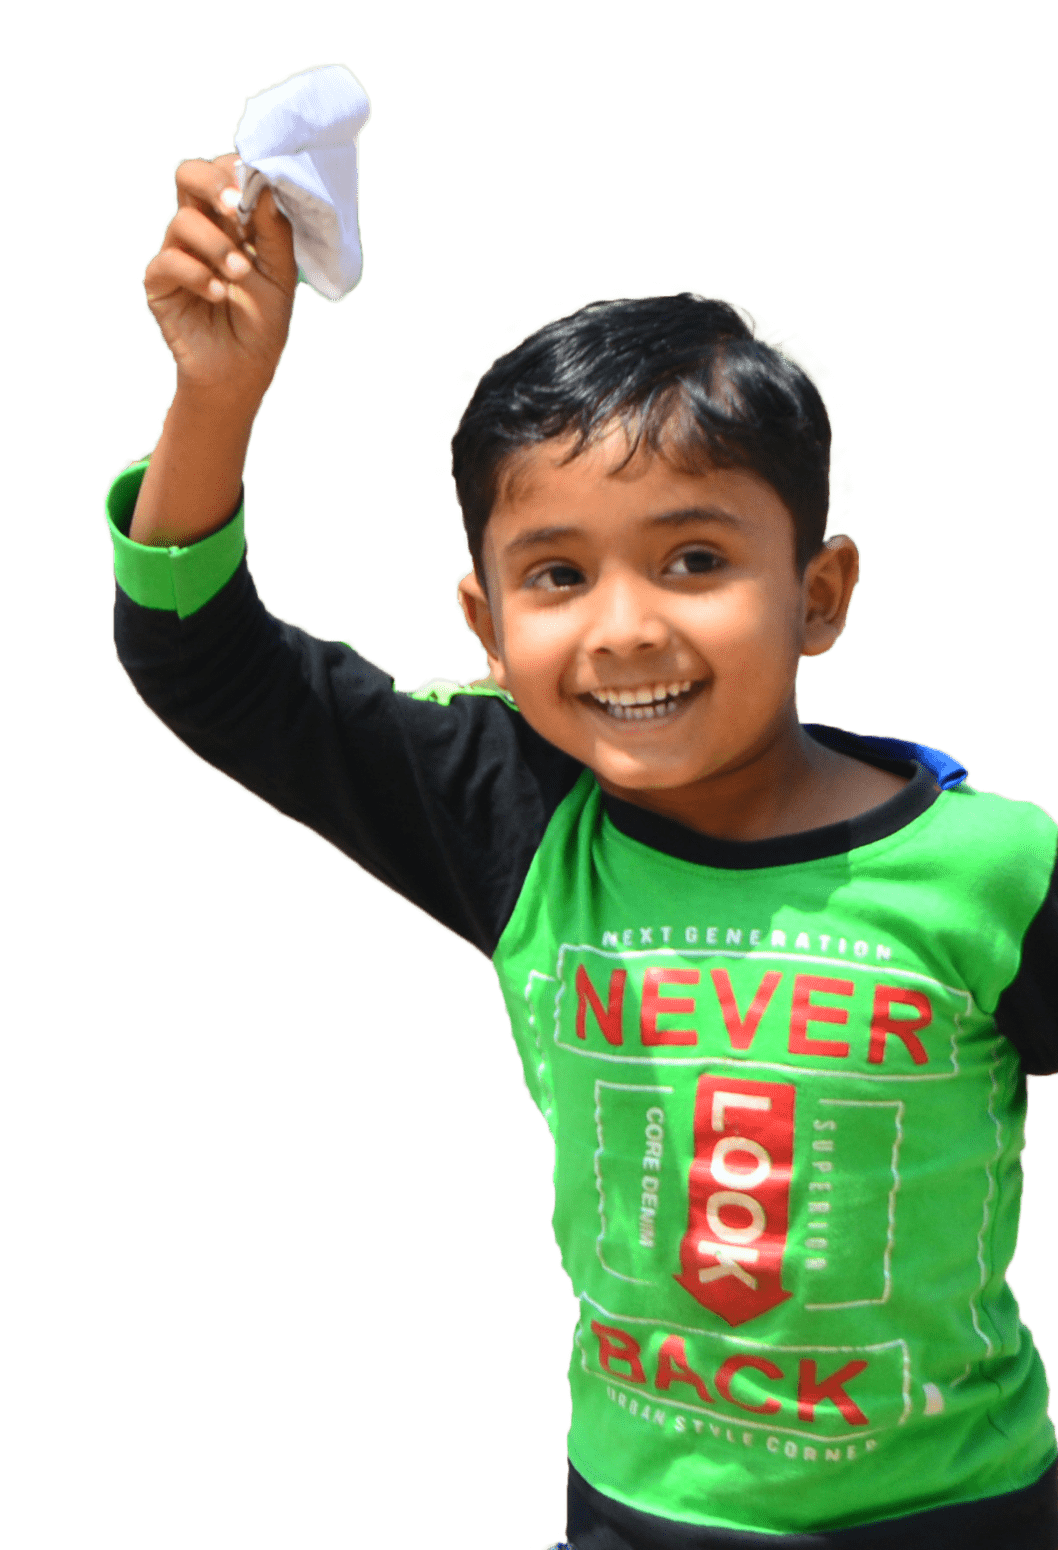 NEXT GENERATION
NEVER
CORE DENIM
LOOK
SUPERIOR
BACK
URBAN STYLE CORNER